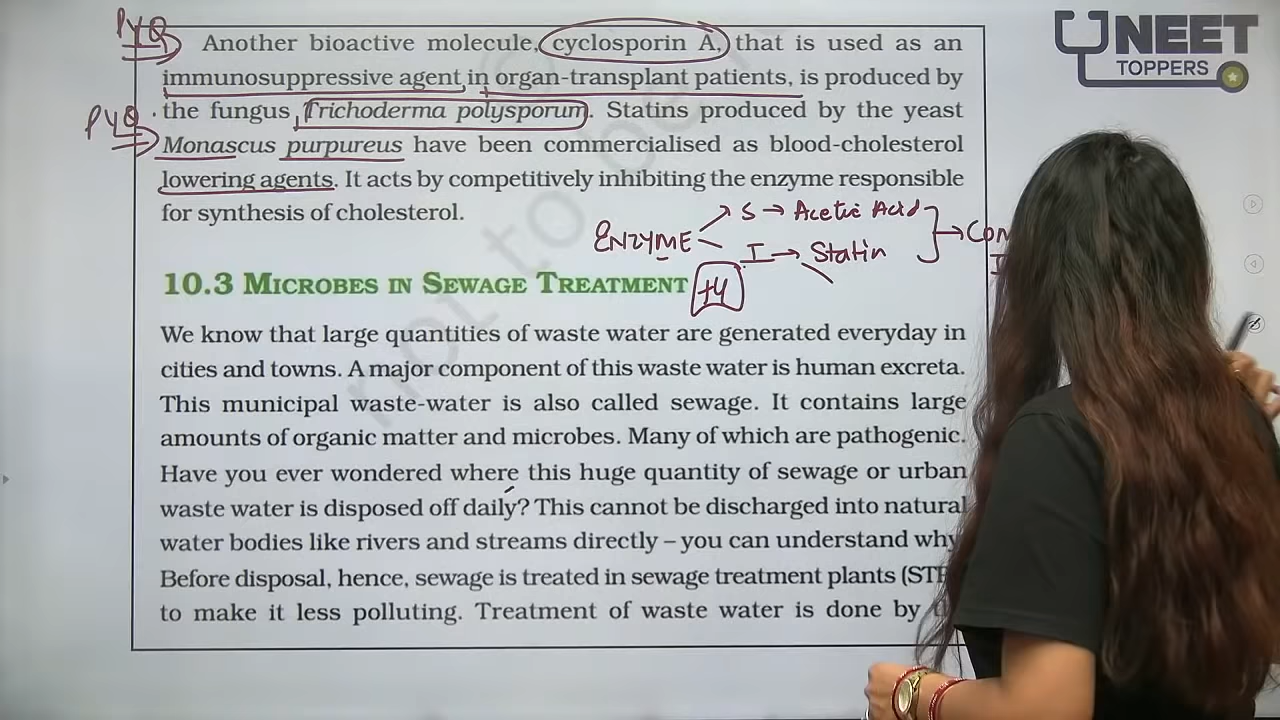 NEET
TOPPERS
PYQ
Another bioactive molecule, cyclosporin A, that is used as an
immunosuppressive agent in organ-transplant patients, is produced by
the fungus Trichoderma polysporum. Statins produced by the yeast
PYQ
Monascus purpureus have been commercialised as blood-cholesterol
lowering agents. It acts by competitively inhibiting the enzyme responsible
for synthesis of cholesterol.
S → Acetic Acid
ENZYME
I → Statin
10.3 MICROBES IN SEWAGE TREATMENT
+4
We know that large quantities of waste water are generated everyday in
cities and towns. A major component of this waste water is human excreta.
This municipal waste-water is also called sewage. It contains large
amounts of organic matter and microbes. Many of which are pathogenic.
Have you ever wondered where this huge quantity of sewage or urban
waste water is disposed off daily? This cannot be discharged into natural
water bodies like rivers and streams directly – you can understand why
Before disposal, hence, sewage is treated in sewage treatment plants
to make it less polluting. Treatment of waste water is done by
not to be